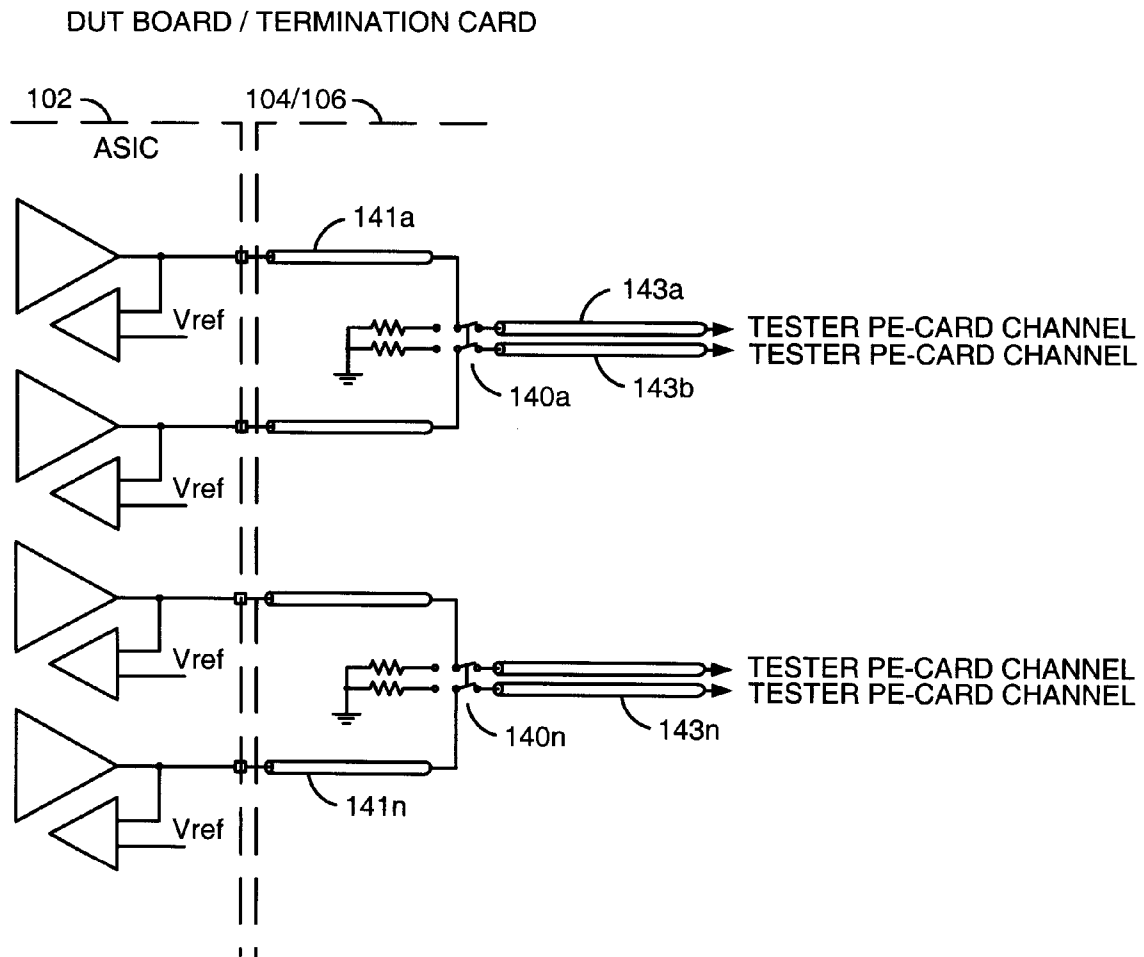 DUT BOARD / TERMINATION CARD
102
104/106
ASIC
141a
Vref
143a
TESTER PE-CARD CHANNEL
TESTER PE-CARD CHANNEL
140a
143b
Vref
Vref
TESTER PE-CARD CHANNEL
TESTER PE-CARD CHANNEL
140n
143n
141n
Vref